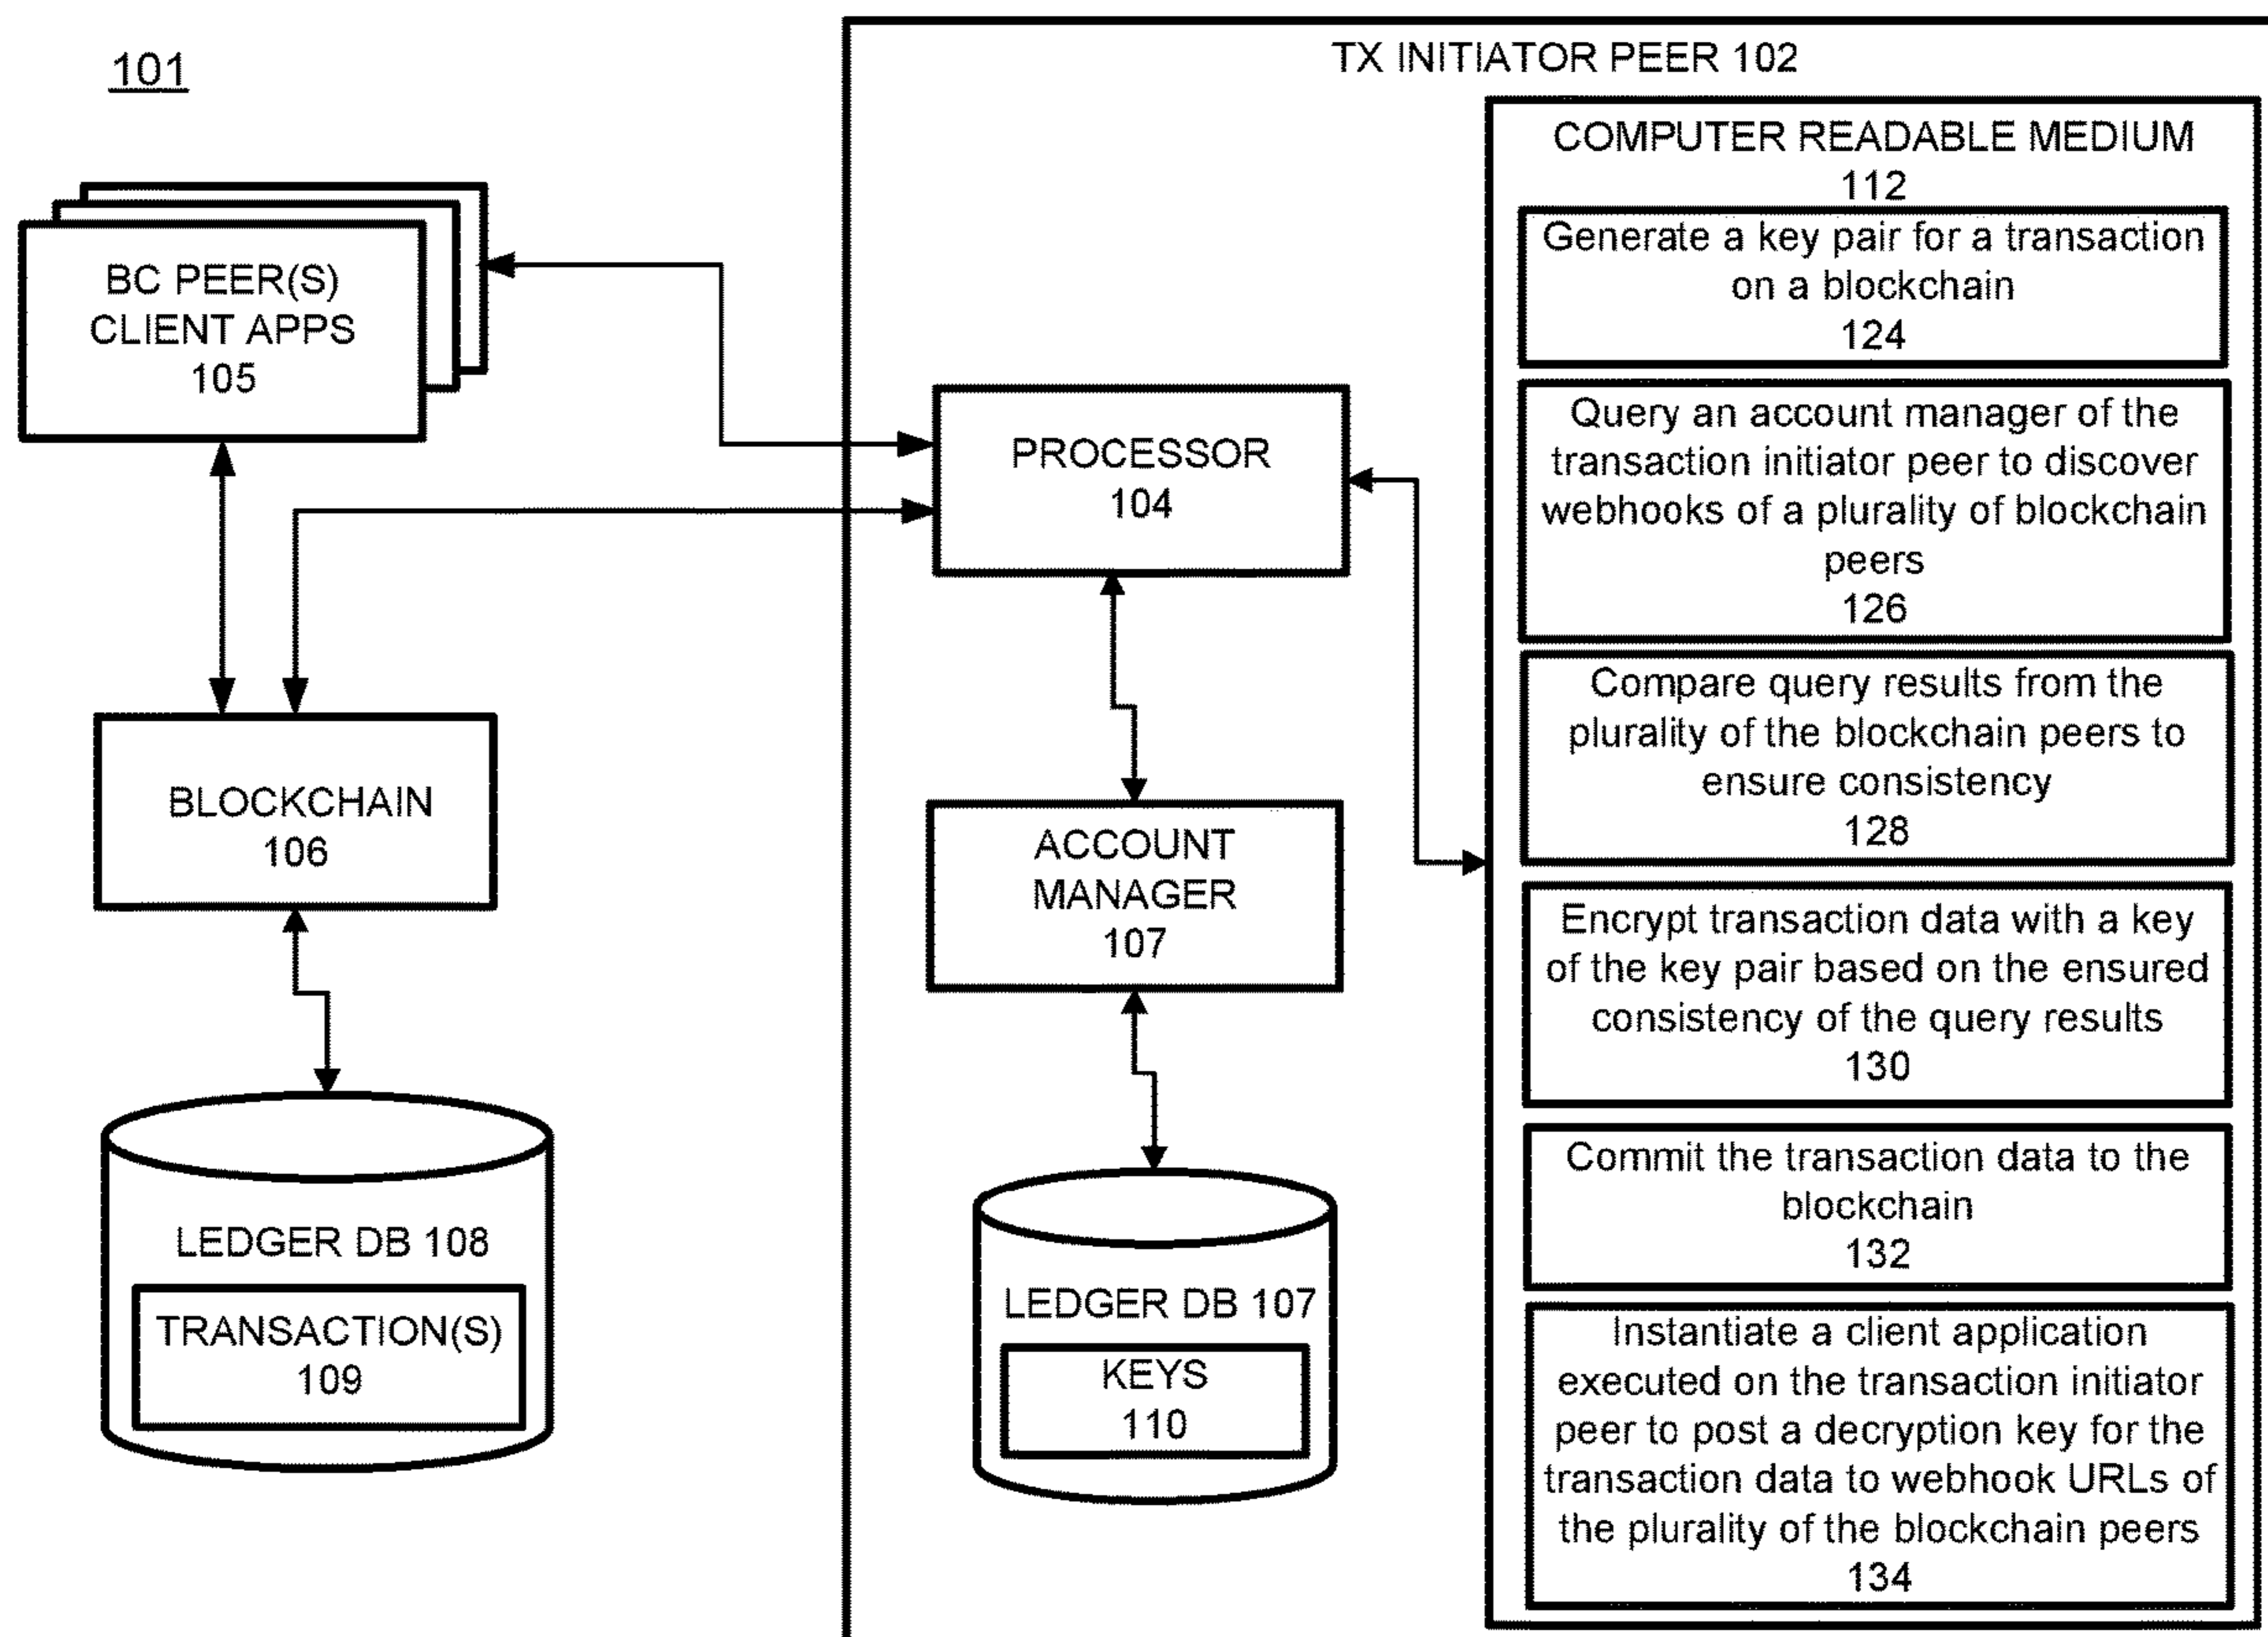 101
TX INITIATOR PEER 102
BC PEER(S)
CLIENT APPS
105
BLOCKCHAIN
106
LEDGER DB 108
TRANSACTION(S)
109
PROCESSOR
104
ACCOUNT
MANAGER
107
LEDGER DB 107
KEYS
110
COMPUTER READABLE MEDIUM
112
Generate a key pair for a transaction
on a blockchain
124
Query an account manager of the
transaction initiator peer to discover
webhooks of a plurality of blockchain
peers
126
Compare query results from the
plurality of the blockchain peers to
ensure consistency
128
Encrypt transaction data with a key
of the key pair based on the ensured
consistency of the query results
130
Commit the transaction data to the
blockchain
132
Instantiate a client application
executed on the transaction initiator
peer to post a decryption key for the
transaction data to webhook URLs of
the plurality of the blockchain peers
134